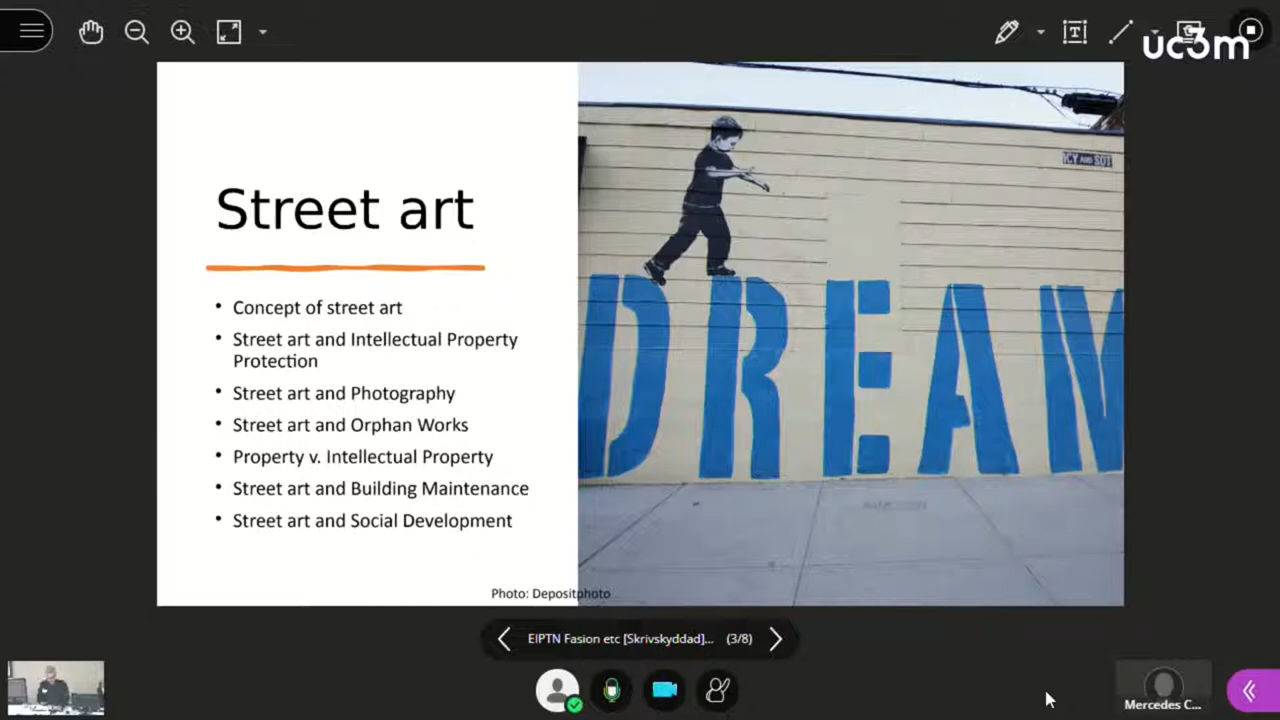 uc3m
Street art
ICY AND SOT
• Concept of street art
• Street art and Intellectual Property
Protection
• Street art and Photography
• Street art and Orphan Works
• Property v. Intellectual Property
• Street art and Building Maintenance
• Street art and Social Development
DREAM
Photo: Depositphoto
EIPTN Fasion etc [Skrivskyddad]... (3/8)
Mercedes C...